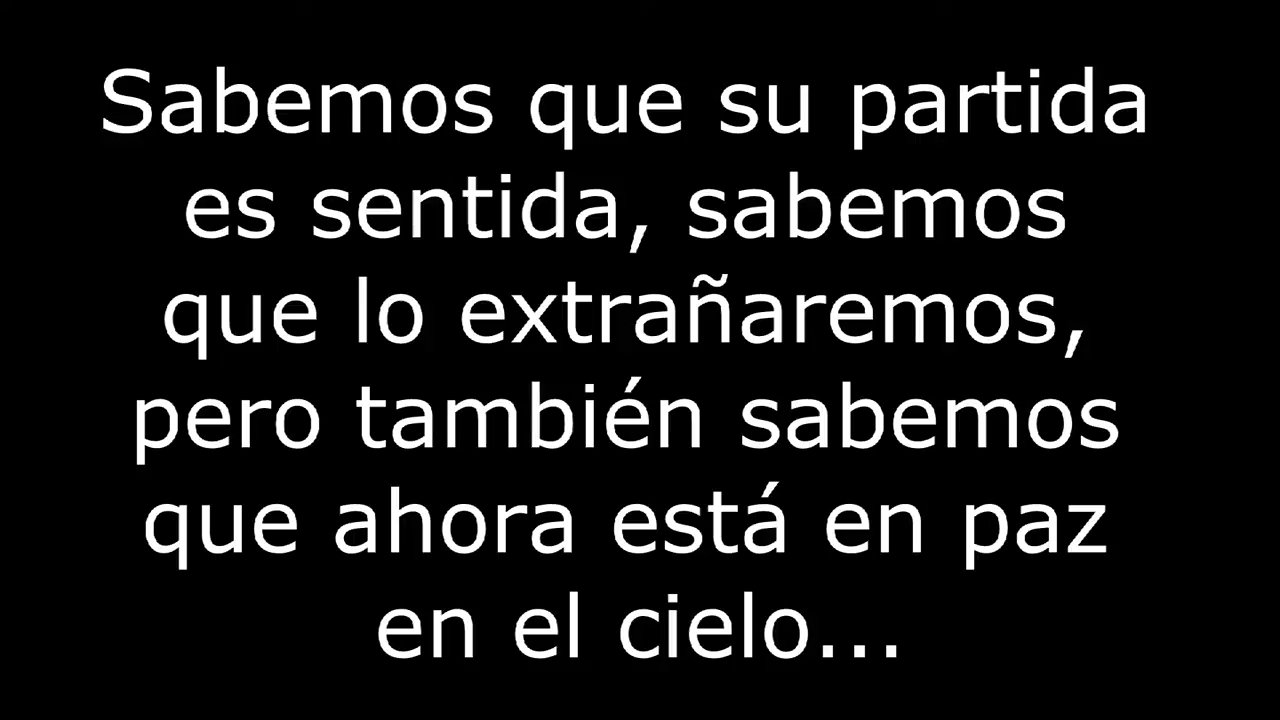 Sabemos que su partida
es sentida, sabemos
que lo extrañaremos,
pero también sabemos
que ahora está en paz
en el cielo...